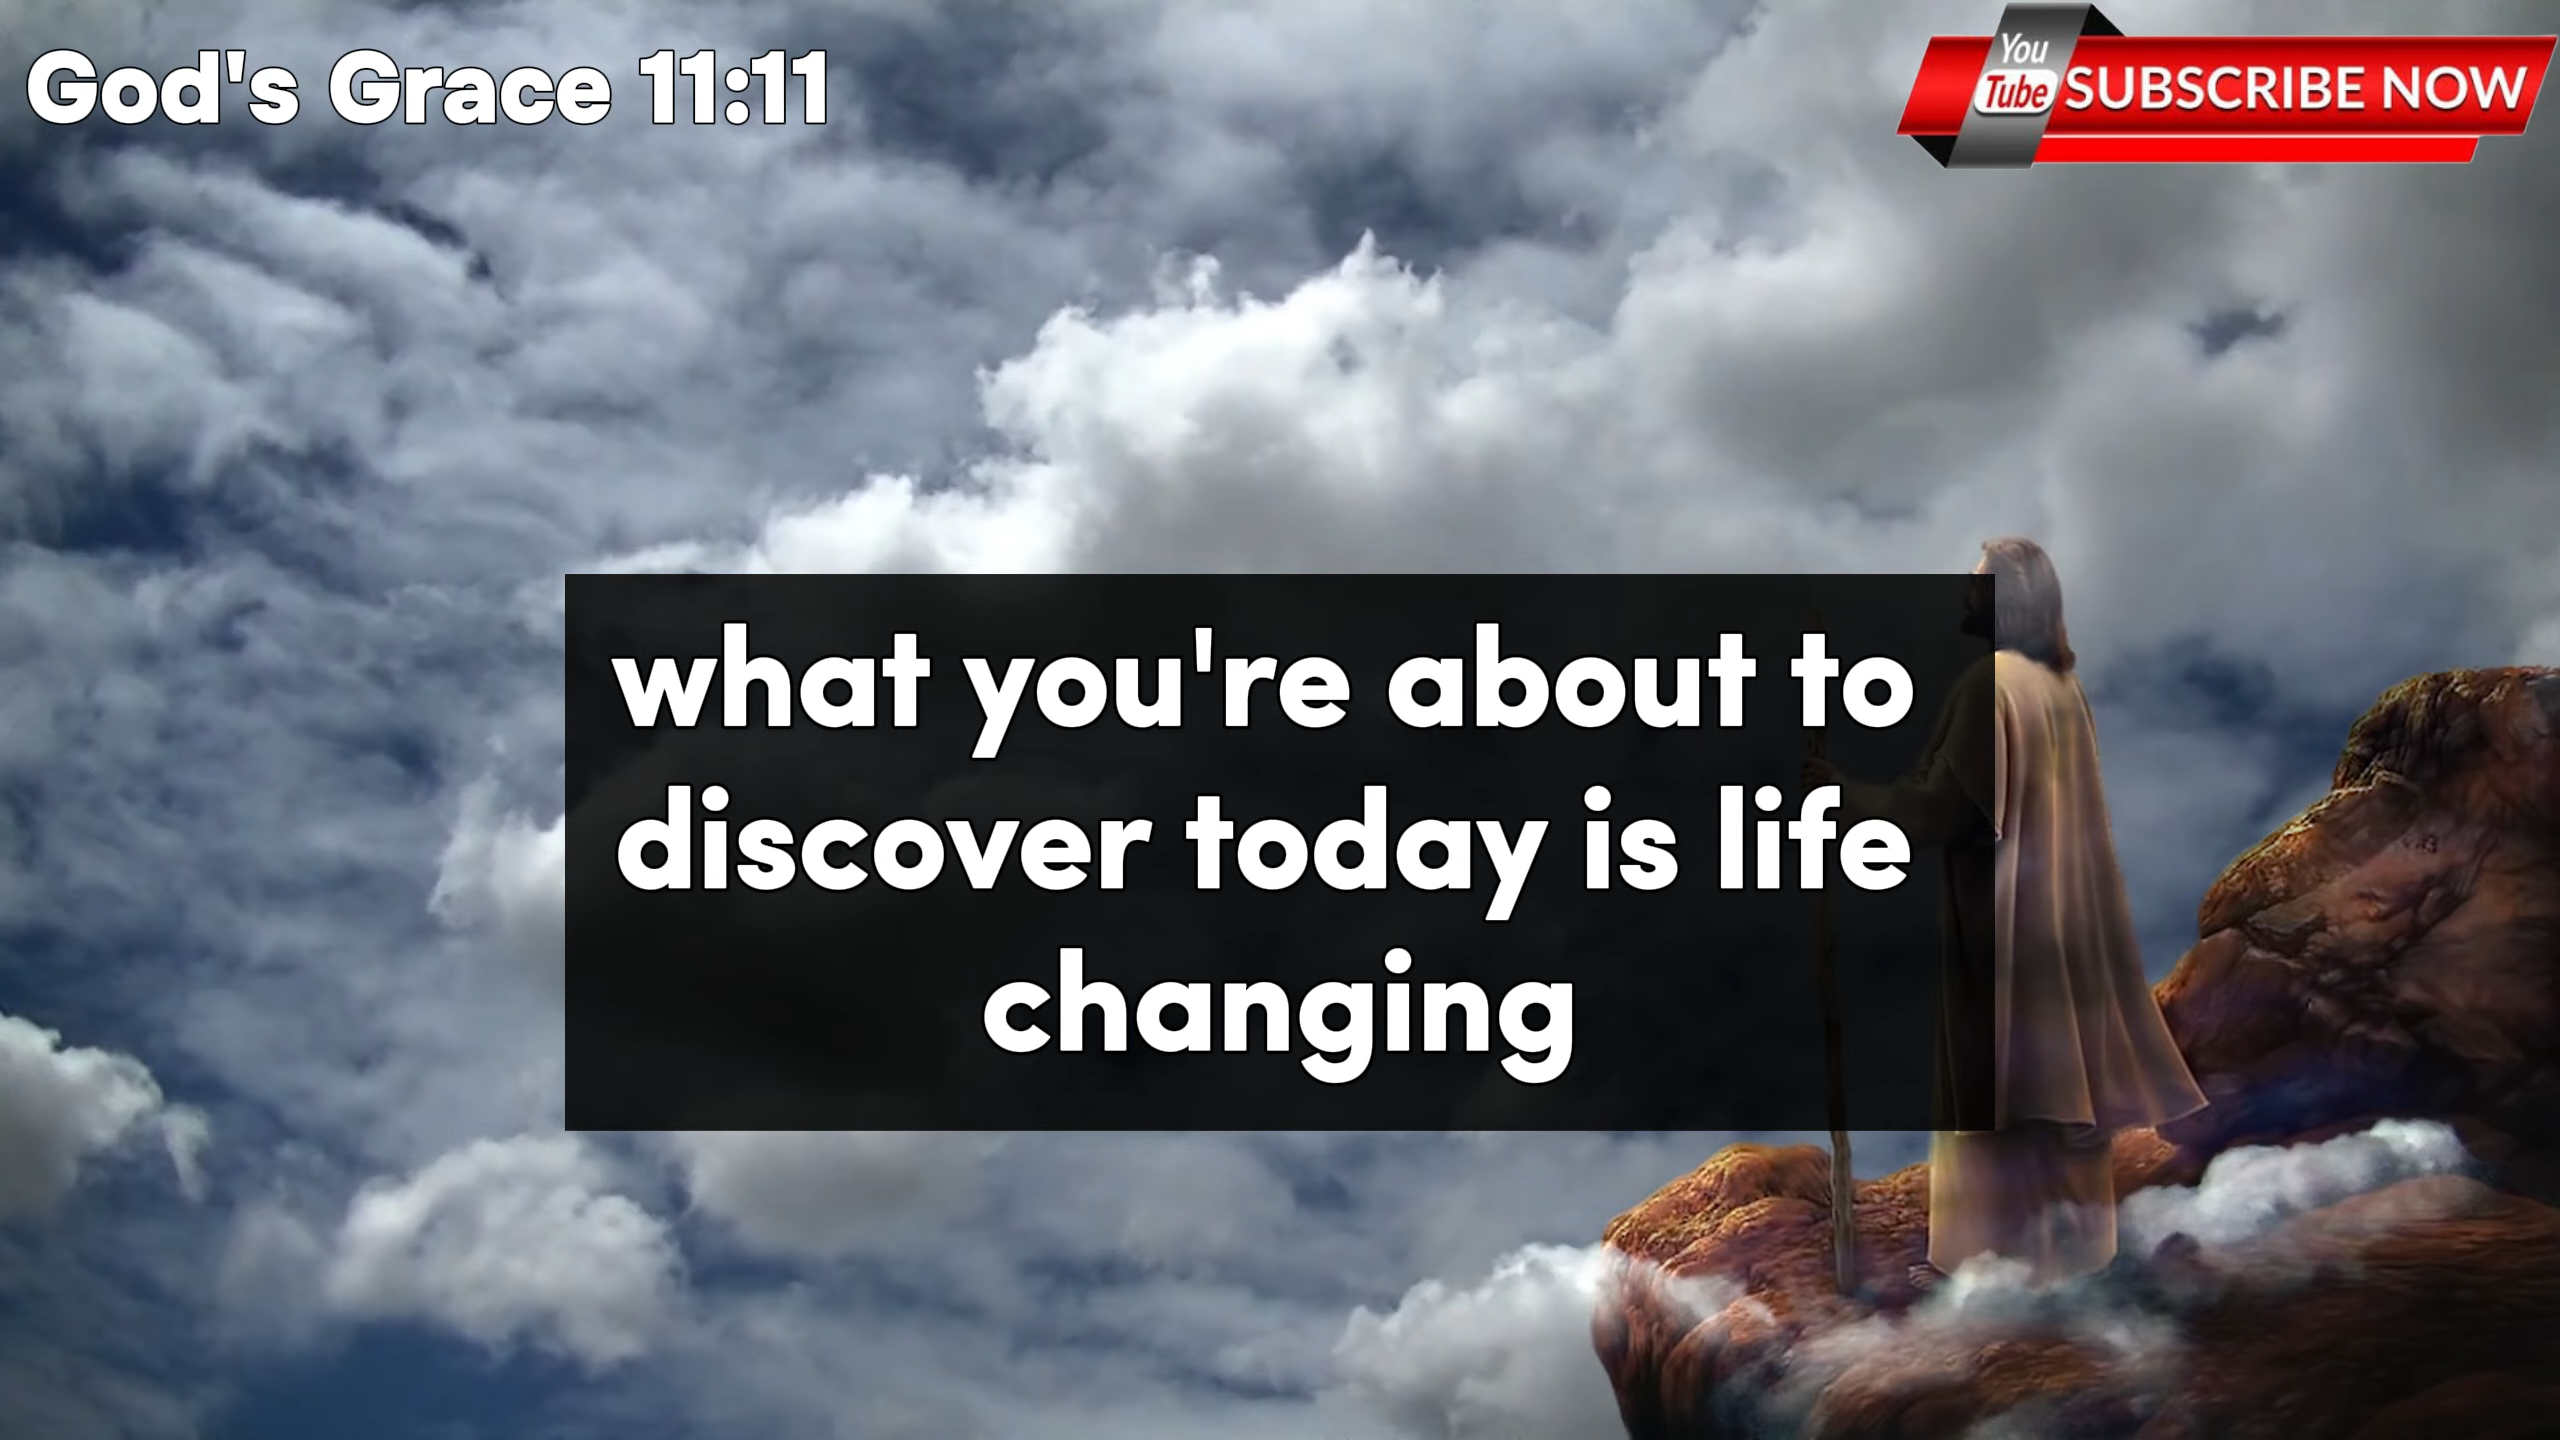 God's Grace 11:11
You
Tube SUBSCRIBE NOW
what you're about to
discover today is life
changing